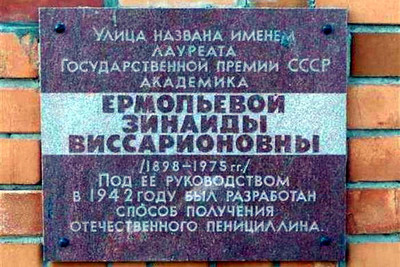 УЛИЦА НАЗВАНА ИМЕНЕМ
ЛАУРЕАТА
ГОСУДАРСТВЕННОЙ ПРЕМИИ СССР
АКАДЕМИКА
ЕРМОЛЬЕВОЙ
ЗИНАИДЫ
ВИССАРИОНОВНЫ
/1898-1975 гг./
ПОД ЕЕ РУКОВОДСТВОМ
В 1942 ГОДУ БЫЛ РАЗРАБОТАН
СПОСОБ ПОЛУЧЕНИЯ
ОТЕЧЕСТВЕННОГО ПЕНИЦИЛЛИНА.